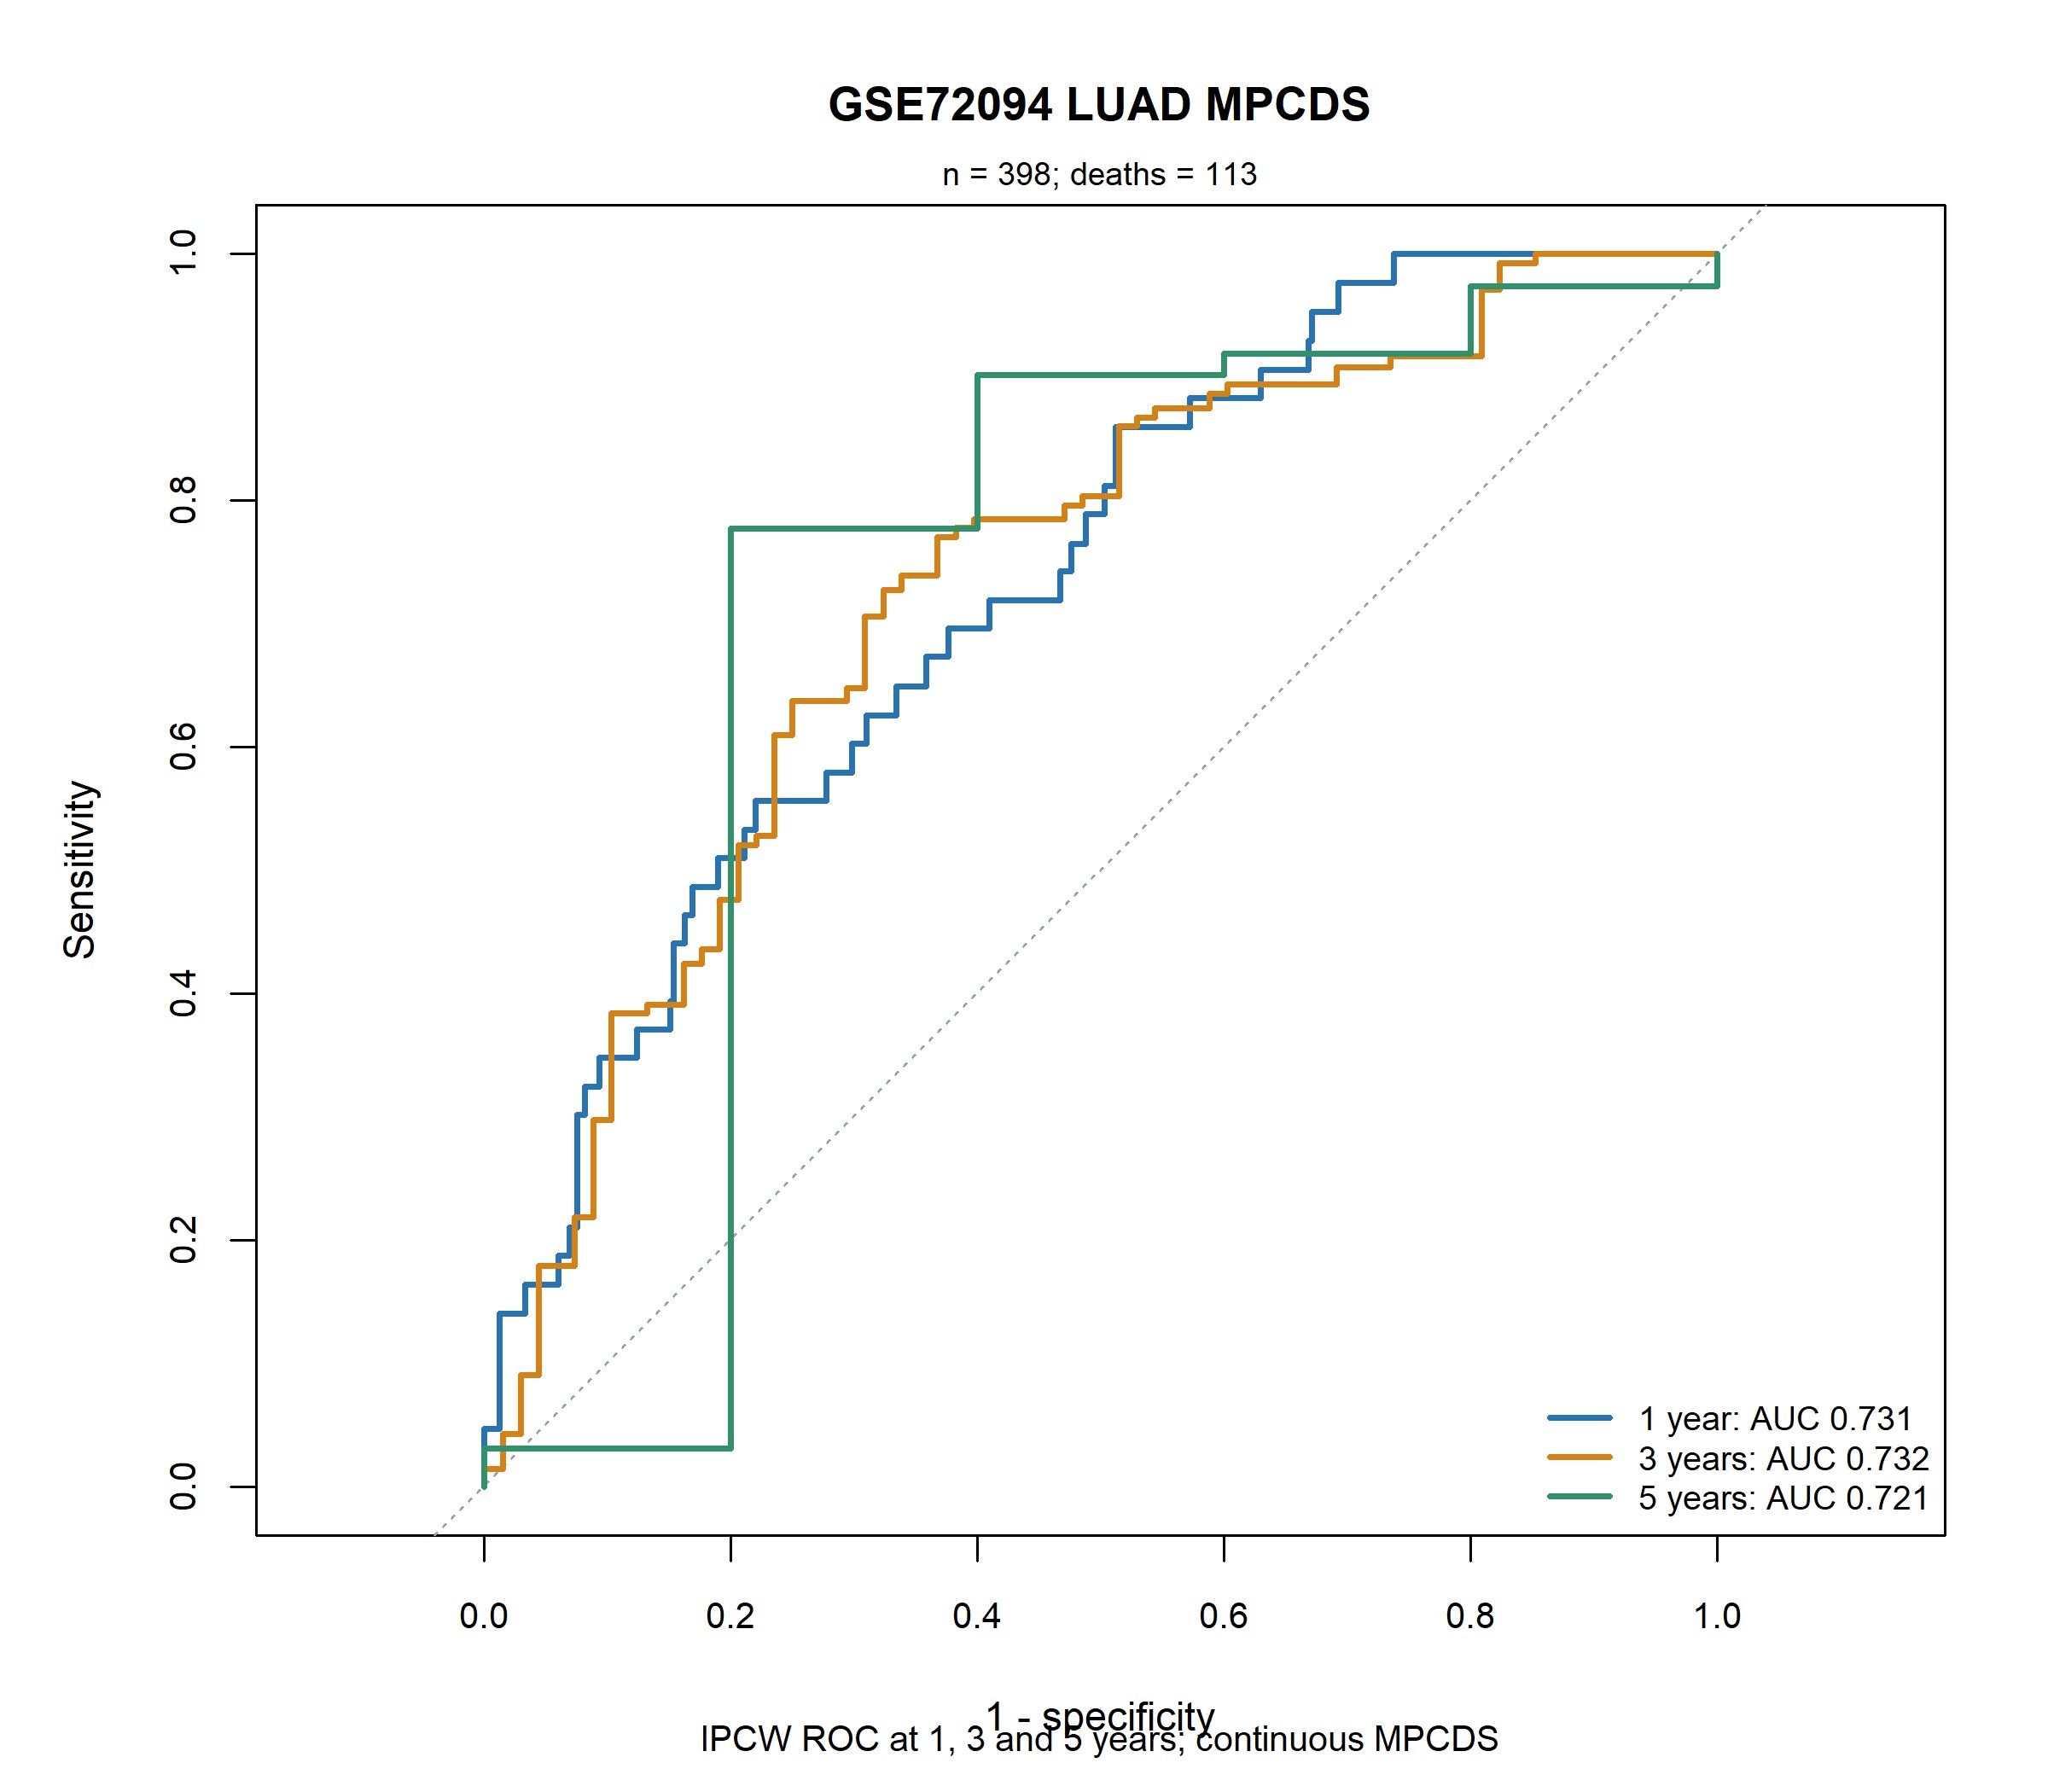 GSE72094 LUAD MPCDS
n = 398; deaths = 113
1.0
0.8
0.6
0.4
0.2
0.0
Sensitivity
1 year: AUC 0.731
3 years: AUC 0.732
5 years: AUC 0.721
0.0 0.2 0.4 0.6 0.8 1.0
1 - specificity
IPCW ROC at 1, 3 and 5 years; continuous MPCDS